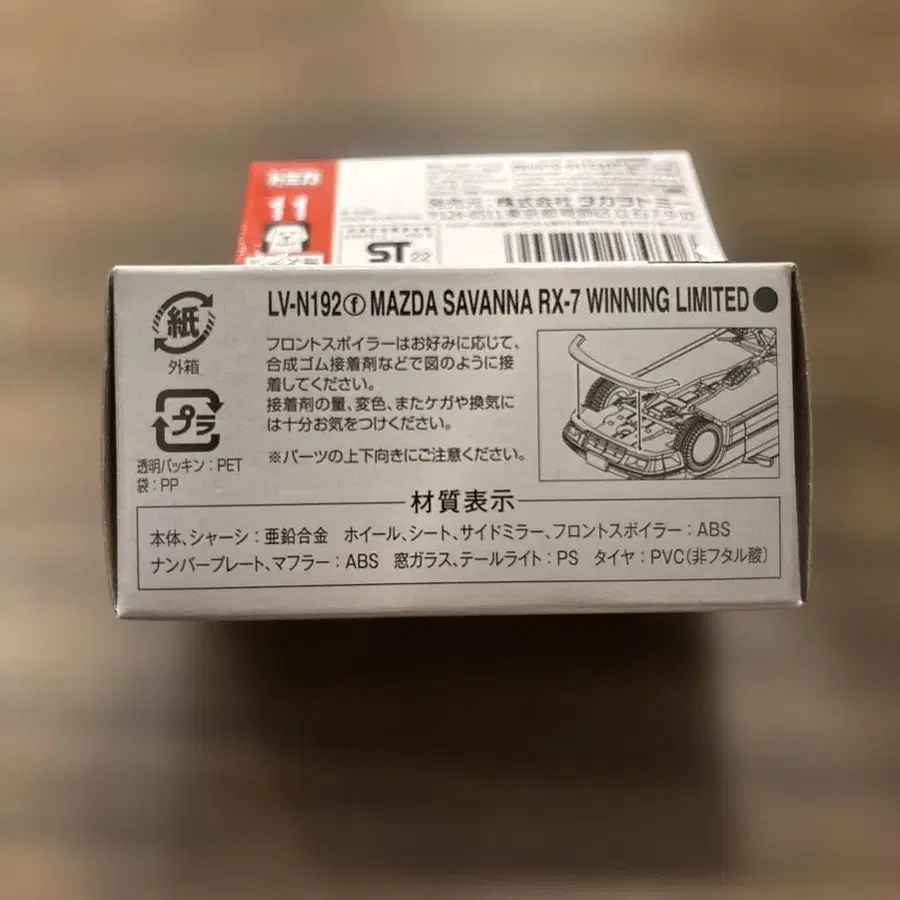 トミカ
11
ST
22
発売元:株式会社 タカラトミー
LV-N192ⓕ MAZDA SAVANNA RX-7 WINNING LIMITED●
紙
外箱
プラ
透明パッキン:PET
袋:PP
フロントスポイラーはお好みに応じて、
合成ゴム接着剤などで図のように接
着してください。
接着剤の量、変色、またケガや換気に
は十分お気をつけください。
※パーツの上下向きにご注意ください。
材質表示
本体、シャーシ:亜鉛合金 ホイール、シート、サイドミラー、フロントスポイラー:ABS
ナンバープレート、マフラー:ABS 窓ガラス、テールライト:PS タイヤ:PVC(非フタル酸)